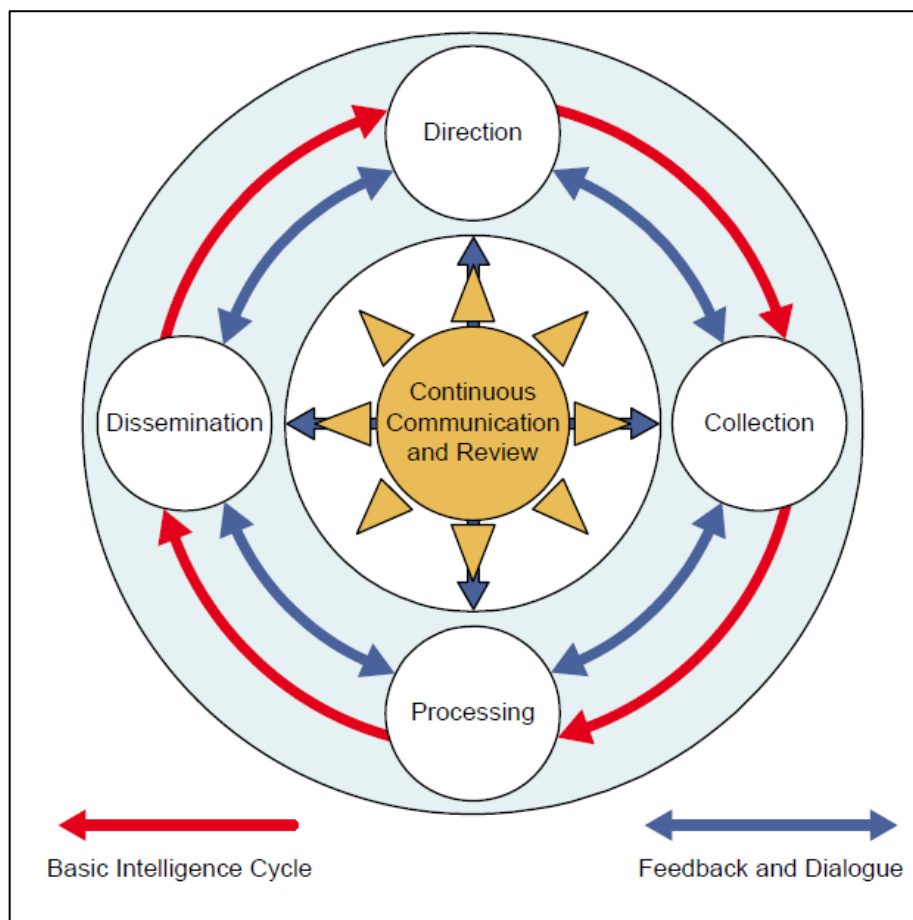 Direction
Dissemination
Continuous
Communication
and Review
Collection
Processing
Basic Intelligence Cycle
Feedback and Dialogue